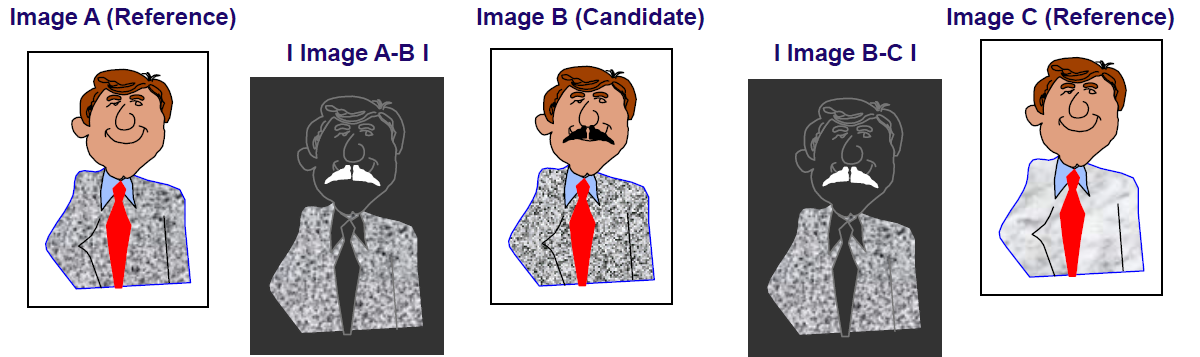 Image A (Reference)
I Image A-B I
Image B (Candidate)
I Image B-C I
Image C (Reference)